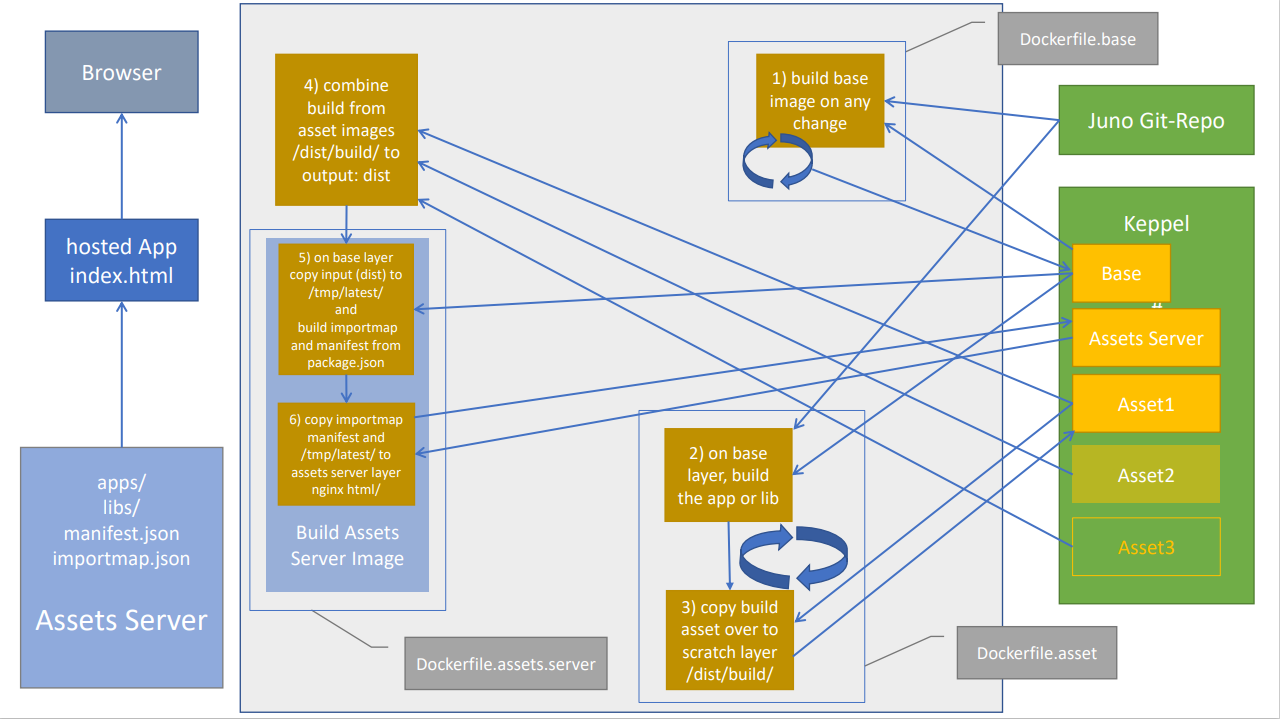 Browser
hosted App
index.html
apps/
libs/
manifest.json
importmap.json
Assets Server
4) combine
build from
asset images
/dist/build/ to
output: dist
5) on base layer
copy input (dist) to
/tmp/latest/
and
build importmap
and manifest from
package.json
6) copy importmap
manifest and
/tmp/latest/ to
assets server layer
nginx html/
Build Assets
Server Image
Dockerfile.assets.server
1) build base
image on any
change
Dockerfile.base
2) on base
layer, build
the app or lib
3) copy build
asset over to
scratch layer
/dist/build/
Dockerfile.asset
Juno Git-Repo
Keppel
Base
Assets Server
Asset1
Asset2
Asset3